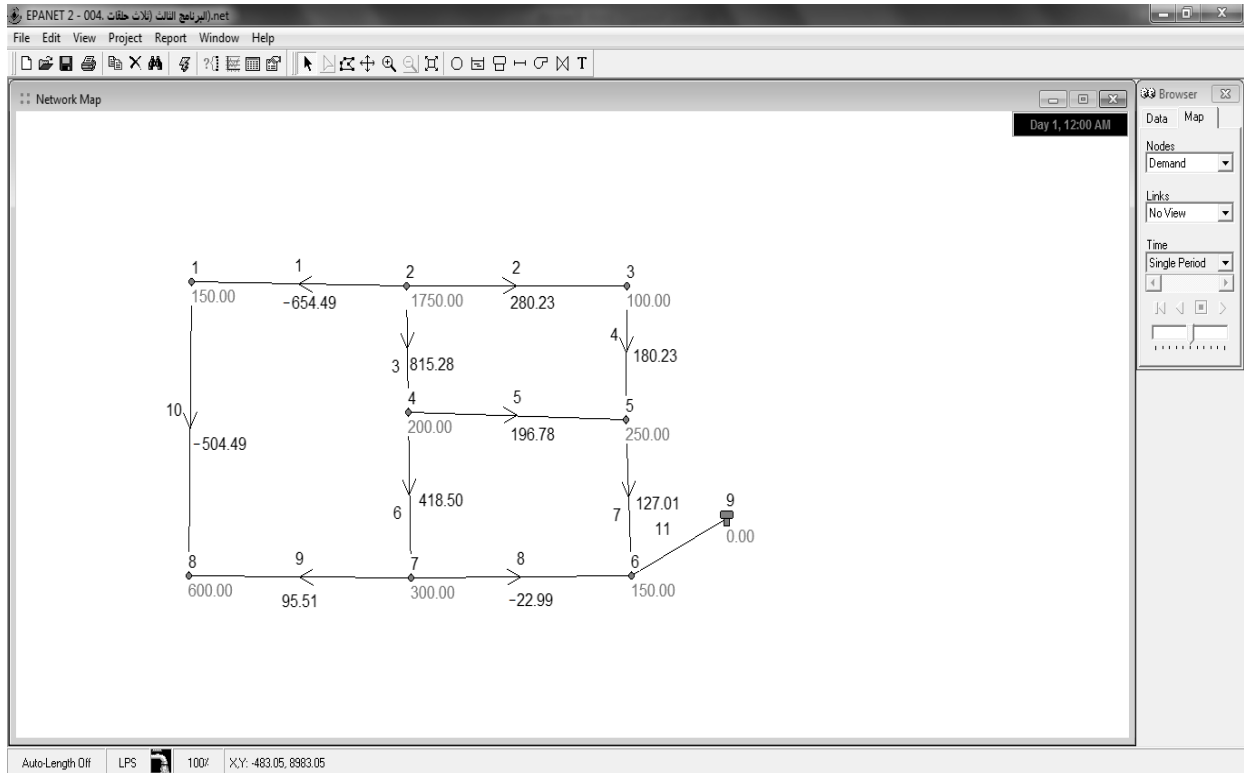 EPANET 2 - 004. البرنامج الثالث (ثلاث حلقات).net
File Edit View Project Report Window Help
T
Network Map
Day 1, 12:00 AM
Browser
Data Map
Nodes
Demand
Links
No View
Time
Single Period
1 1 2 2 3
150.00 -654.49 1750.00 280.23 100.00
4
3 815.28 180.23
4 5 5
10 200.00 196.78 250.00
-504.49
418.50 127.01 9
6 7 11
0.00
8 9 7 8 6
600.00 95.51 300.00 -22.99 150.00
Auto-Length Off LPS 100% X,Y: -483.05, 8983.05